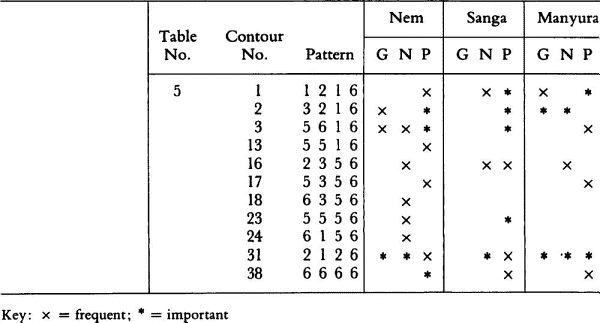 Nem Sanga Manyura
Table Contour
No. No. Pattern G N P G N P G N P
5 1 1 2 1 6 × × * × *
2 3 2 1 6 × * * * *
3 5 6 1 6 × × * * ×
13 5 5 1 6 ×
16 2 3 5 6 × × × ×
17 5 3 5 6 × ×
18 6 3 5 6 ×
23 5 5 5 6 × *
24 6 1 5 6 ×
31 2 1 2 6 * * × * × * * *
38 6 6 6 6 * × ×
Key: × = frequent; * = important